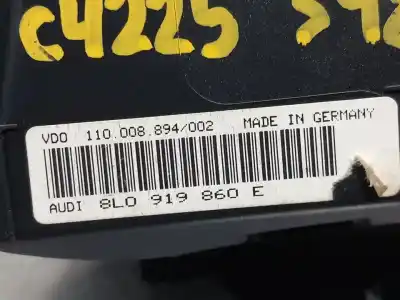 C4225
VDO 110.008.894/002 MADE IN GERMANY
AUDI 8L0 919 860 E